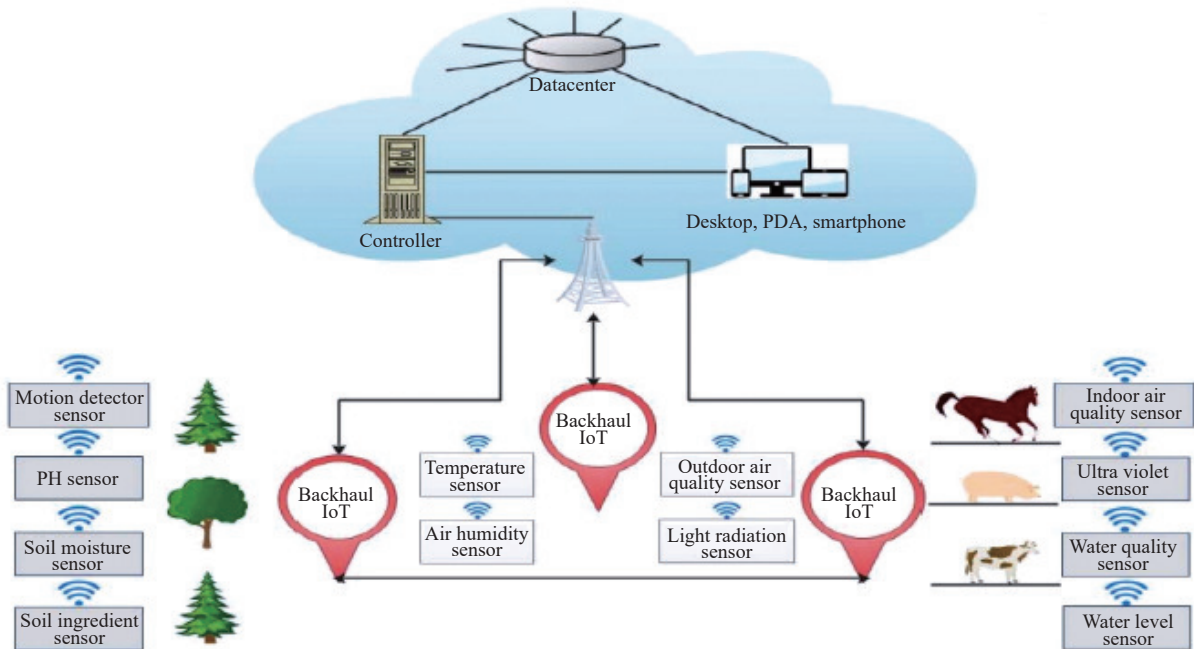 Datacenter
Controller
Desktop, PDA, smartphone
Motion detector
sensor
PH sensor
Soil moisture
sensor
Soil ingredient
sensor
Backhaul
IoT
Temperature
sensor
Air humidity
sensor
Backhaul
IoT
Outdoor air
quality sensor
Light radiation
sensor
Backhaul
IoT
Indoor air
quality sensor
Ultra violet
sensor
Water quality
sensor
Water level
sensor